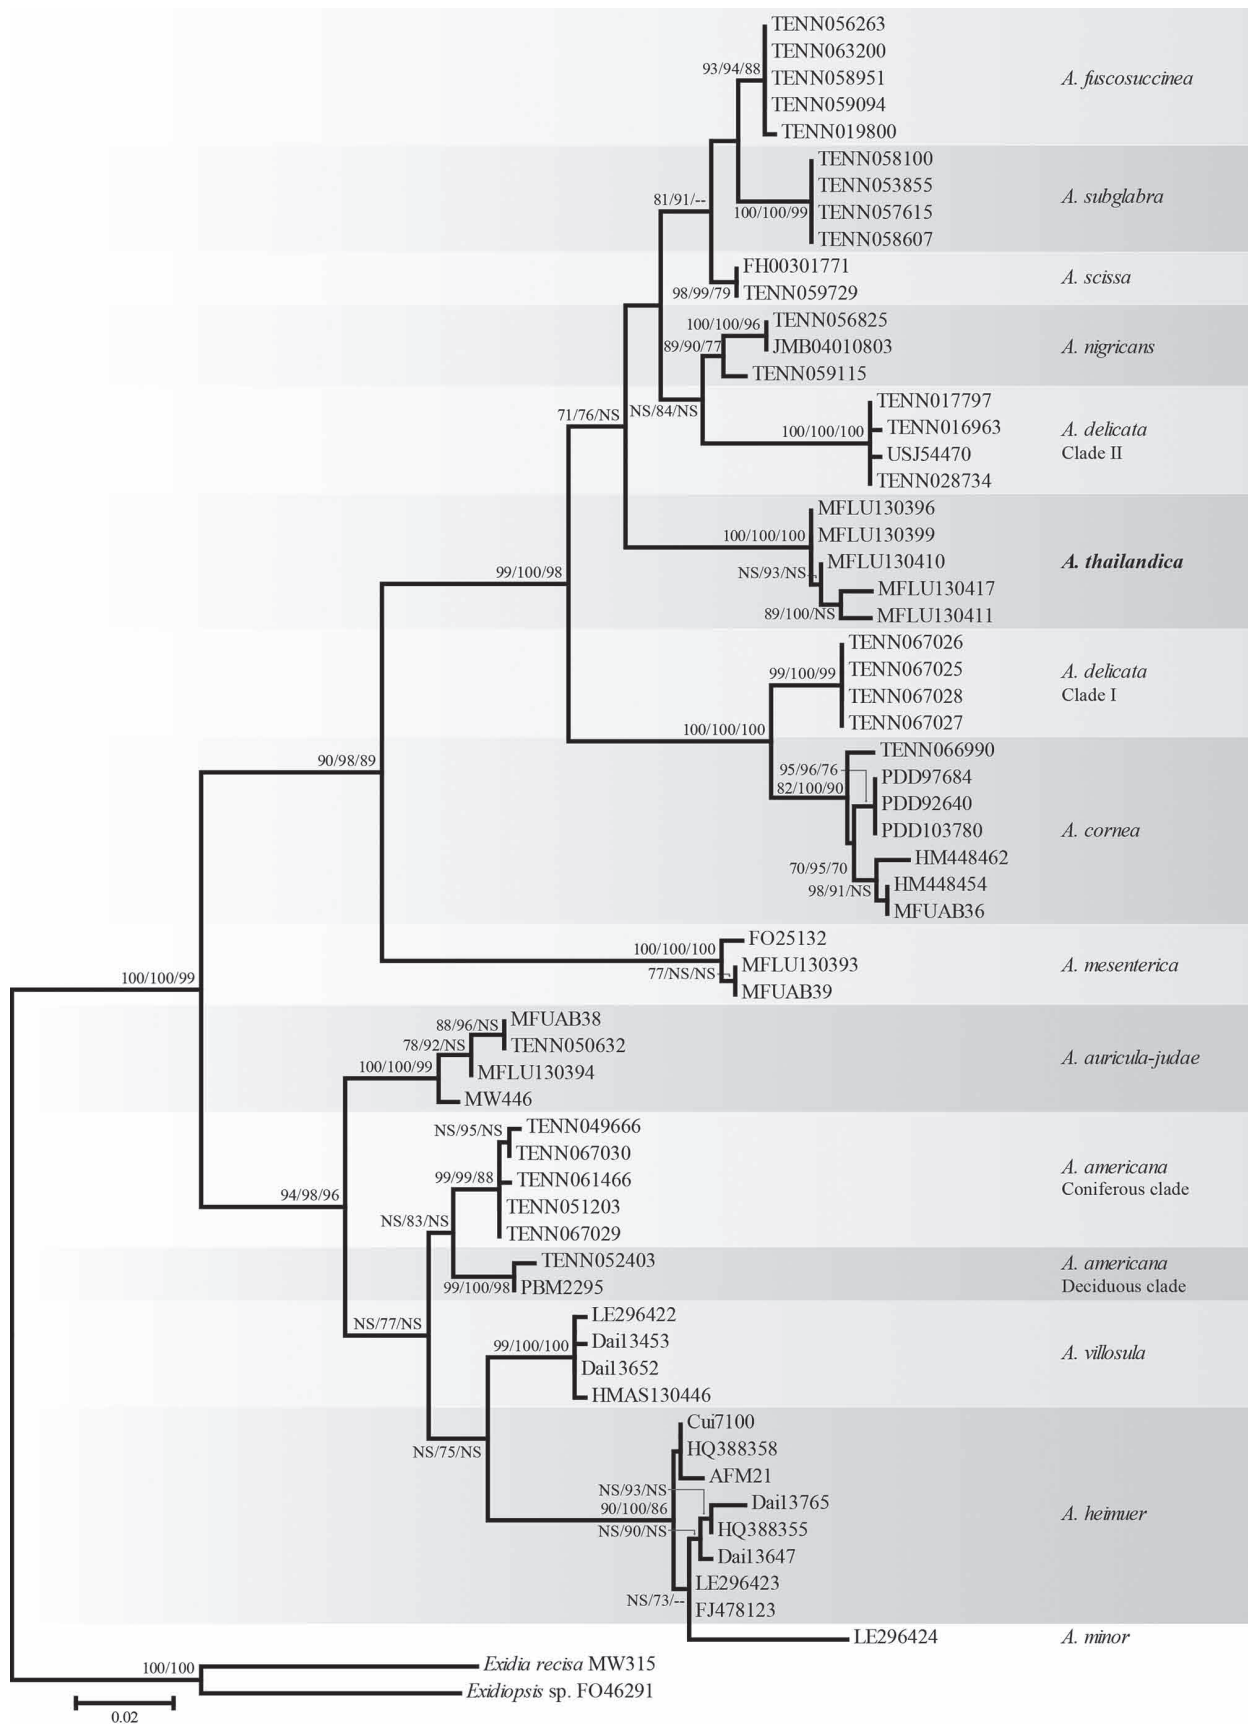 TENN056263
TENN063200
93/94/88
TENN058951
A. fuscosuccinea
TENN059094
TENN019800
TENN058100
TENN053855
81/91/--
A. subglabra
100/100/99
TENN057615
TENN058607
FH00301771
A. scissa
98/99/79
TENN059729
100/100/96
TENN056825
89/90/77
JMB04010803
A. nigricans
TENN059115
TENN017797
71/76/NS
NS/84/NS
100/100/100
TENN016963
A. delicata
USJ54470
Clade II
TENN028734
MFLU130396
100/100/100
MFLU130399
MFLU130410
A. thailandica
99/100/98
NS/93/NS
MFLU130417
89/100/NS
MFLU130411
TENN067026
99/100/99
TENN067025
A. delicata
TENN067028
Clade I
TENN067027
100/100/100
TENN066990
90/98/89
95/96/76
PDD97684
82/100/90
PDD92640
PDD103780
A. cornea
HM448462
70/95/70
98/91/NS
HM448454
MFUAB36
FO25132
100/100/100
MFLU130393
A. mesenterica
77/NS/NS
MFUAB39
100/100/99
MFUAB38
88/96/NS
78/92/NS
TENN050632
A. auricula-judae
100/100/99
MFLU130394
MW446
TENN049666
NS/95/NS
TENN067030
A. americana
99/99/88
TENN061466
Coniferous clade
94/98/96
TENN051203
NS/83/NS
TENN067029
TENN052403
A. americana
99/100/98
PBM2295
Deciduous clade
LE296422
NS/77/NS
99/100/100
Dai13453
A. villosula
Dai13652
HMAS130446
Cui7100
NS/75/NS
HQ388358
AFM21
NS/93/NS
Dai13765
90/100/86
A. heimuer
NS/90/NS
HQ388355
Dai13647
LE296423
NS/73/--
FJ478123
LE296424
A. minor
100/100
Exidia recisa MW315
Exidiopsis sp. FO46291
0.02